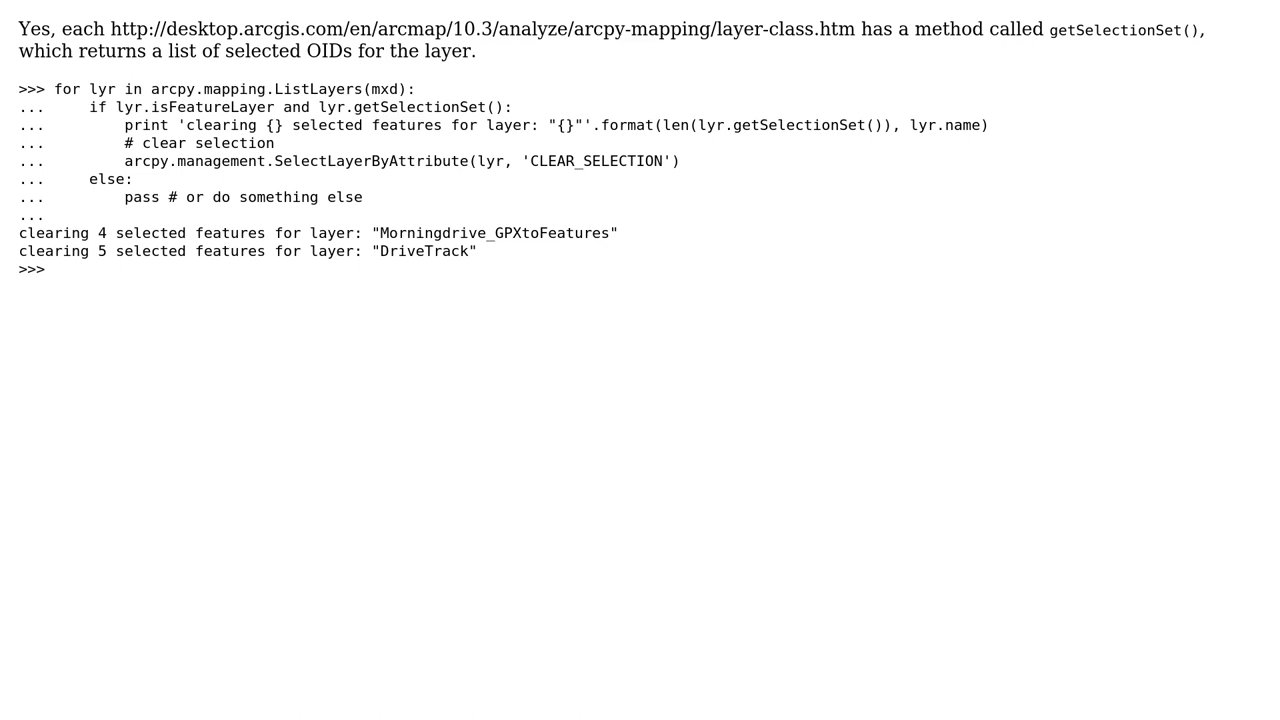 Yes, each http://desktop.arcgis.com/en/arcmap/10.3/analyze/arcpy-mapping/layer-class.htm has a method called getSelectionSet(),
which returns a list of selected OIDs for the layer.
>>> for lyr in arcpy.mapping.ListLayers(mxd):
...     if lyr.isFeatureLayer and lyr.getSelectionSet():
...         print 'clearing {} selected features for layer: "{}"'.format(len(lyr.getSelectionSet()), lyr.name)
...         # clear selection
...         arcpy.management.SelectLayerByAttribute(lyr, 'CLEAR_SELECTION')
...     else:
...         pass # or do something else
...
clearing 4 selected features for layer: "Morningdrive_GPXtoFeatures"
clearing 5 selected features for layer: "DriveTrack"
>>>